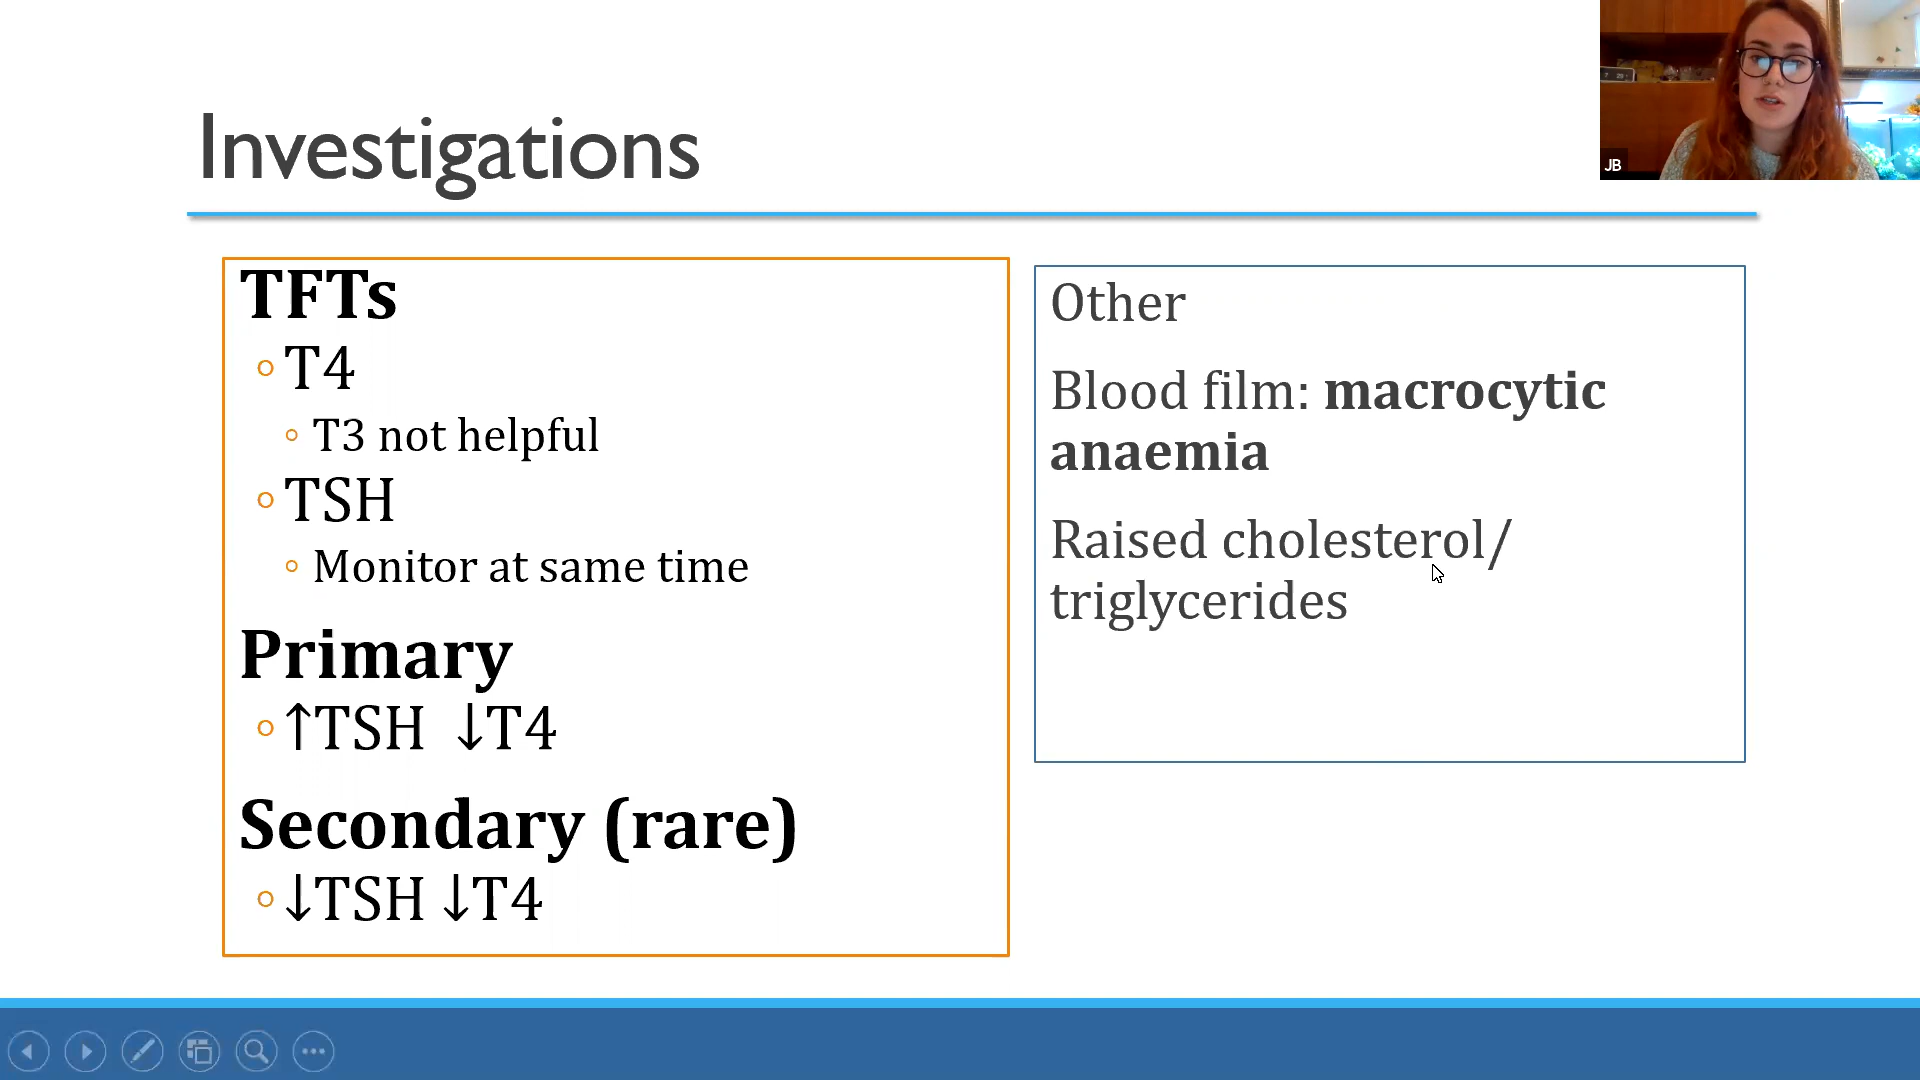 Investigations
JB
TFTs
T4
T3 not helpful
TSH
Monitor at same time
Primary
↑TSH ↓T4
Secondary (rare)
↓TSH ↓T4
Other
Blood film: macrocytic
anaemia
Raised cholesterol/
triglycerides